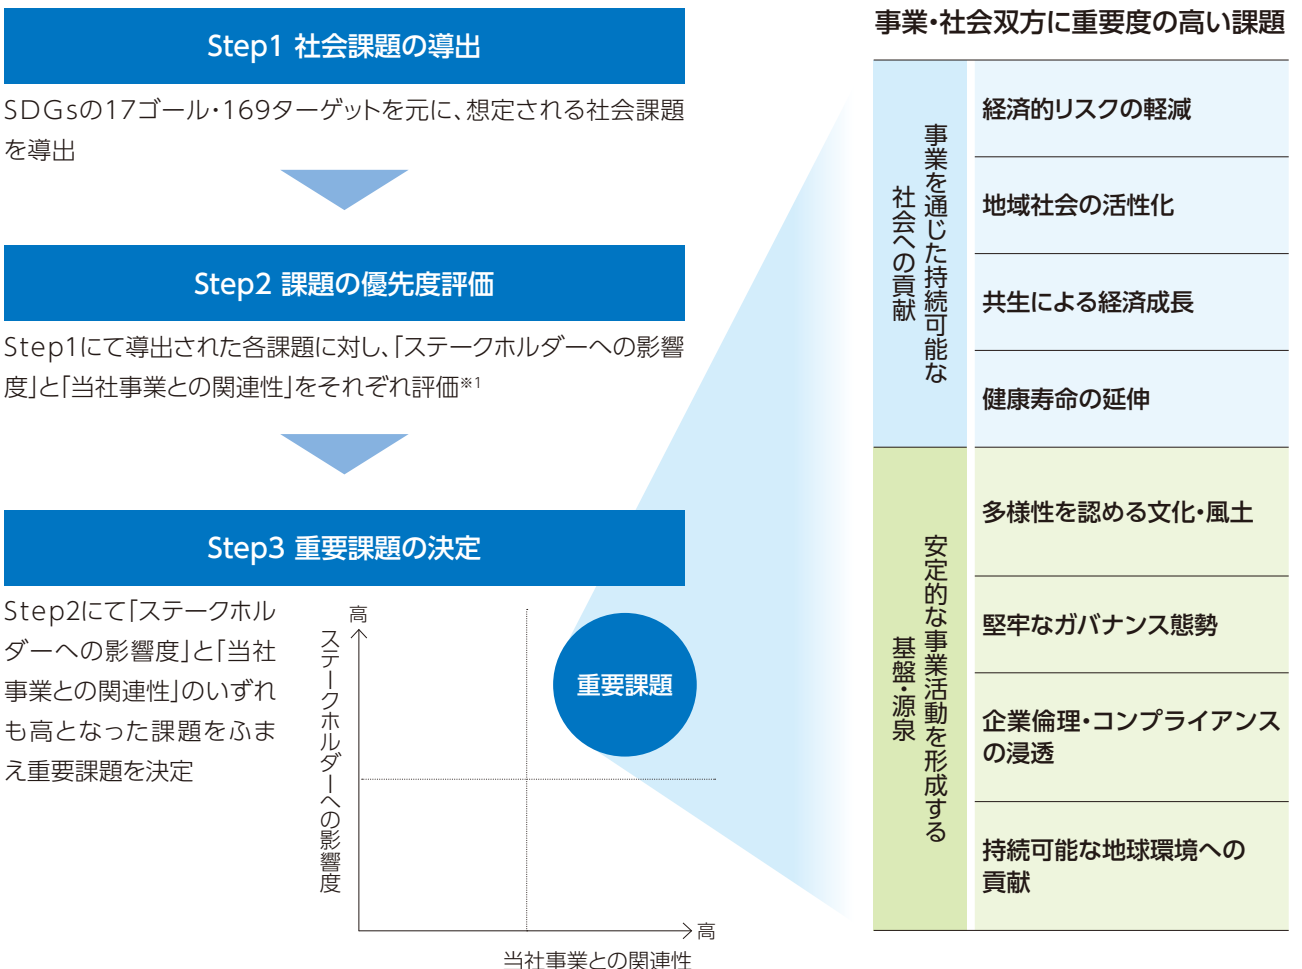 Step1 社会課題の導出
SDGsの17ゴール・169ターゲットを元に、想定される社会課題
を導出
Step2 課題の優先度評価
Step1にて導出された各課題に対し、「ステークホルダーへの影響
度」と「当社事業との関連性」をそれぞれ評価※1
Step3 重要課題の決定
Step2にて「ステークホル
ダーへの影響度」と「当社
事業との関連性」のいずれ
も高となった課題をふま
え重要課題を決定
高
ステークホルダーへの影響度
重要課題
高
当社事業との関連性
事業・社会双方に重要度の高い課題
事業を通じた持続可能な
社会への貢献
経済的リスクの軽減
地域社会の活性化
共生による経済成長
健康寿命の延伸
安定的な事業活動を形成する
基盤・源泉
多様性を認める文化・風土
堅牢なガバナンス態勢
企業倫理・コンプライアンス
の浸透
持続可能な地球環境への
貢献